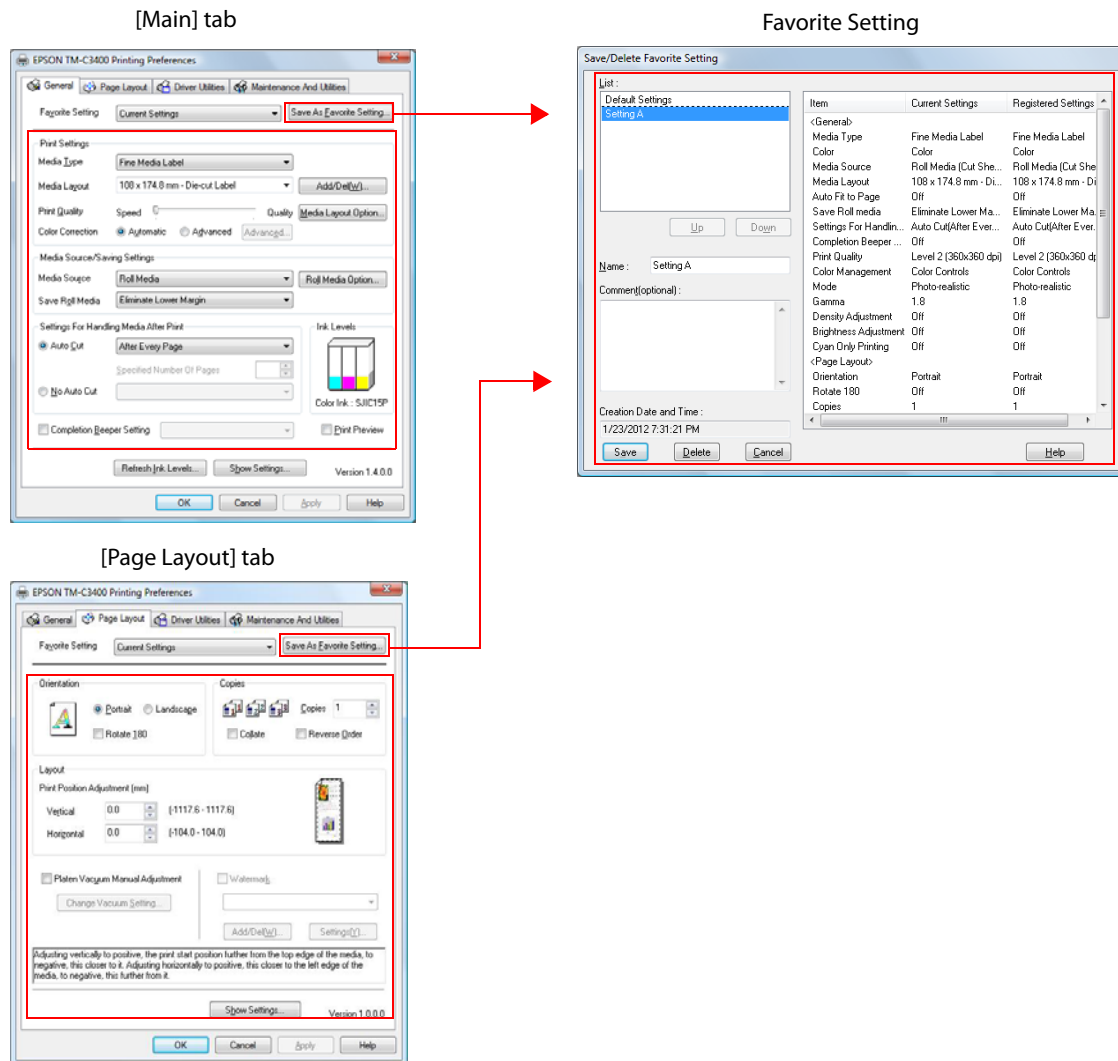 [Main] tab
EPSON TM-C3400 Printing Preferences
General Page Layout Driver Utilities Maintenance And Utilities
Favorite Setting Current Settings Save As Favorite Setting...
Print Settings
Media Type Fine Media Label
Media Layout 108 x 174.8 mm - Die-cut Label Add/Del(W)...
Print Quality Speed Quality Media Layout Option...
Color Correction Automatic Advanced Advanced...
Media Source/Saving Settings
Media Source Roll Media Roll Media Option...
Save Roll Media Eliminate Lower Margin
Settings For Handling Media After Print Ink Levels
Auto Cut After Every Page
Specified Number Of Pages
No Auto Cut
Color Ink : SJIC15P
Completion Beeper Setting Print Preview
Refresh Ink Levels... Show Settings... Version 1.4.0.0
OK Cancel Apply Help
Favorite Setting
Save/Delete Favorite Setting
List :
Default Settings
Setting A
Up Down
Name : Setting A
Comment(optional) :
Creation Date and Time :
1/23/2012 7:31:21 PM
Save Delete Cancel
Item Current Settings Registered Settings
<General>
Media Type Fine Media Label Fine Media Label
Color Color Color
Media Source Roll Media (Cut She... Roll Media (Cut She
Media Layout 108 x 174.8 mm - Di... 108 x 174.8 mm - Di
Auto Fit to Page Off Off
Save Roll media Eliminate Lower Ma... Eliminate Lower Ma
Settings For Handlin... Auto Cut(After Ever... Auto Cut(After Ever
Completion Beeper ... Off Off
Print Quality Level 2 (360x360 dpi) Level 2 (360x360 dp
Color Management Color Controls Color Controls
Mode Photo-realistic Photo-realistic
Gamma 1.8 1.8
Density Adjustment Off Off
Brightness Adjustment Off Off
Cyan Only Printing Off Off
<Page Layout>
Orientation Portrait Portrait
Rotate 180 Off Off
Copies 1 1
Help
[Page Layout] tab
EPSON TM-C3400 Printing Preferences
General Page Layout Driver Utilities Maintenance And Utilities
Favorite Setting Current Settings Save As Favorite Setting...
Orientation Copies
Portrait Landscape Copies 1
Rotate 180 Collate Reverse Order
Layout
Print Position Adjustment (mm)
Vertical 0.0 (-1117.6 - 1117.6)
Horizontal 0.0 (-104.0 - 104.0)
Platen Vacuum Manual Adjustment Watermark
Change Vacuum Setting...
Add/Del(W)... Settings(Y)...
Adjusting vertically to positive, the print start position further from the top edge of the media, to
negative, this closer to it. Adjusting horizontally to positive, this closer to the left edge of the
media, to negative, this further from it.
Show Settings... Version 1.0.0.0
OK Cancel Apply Help